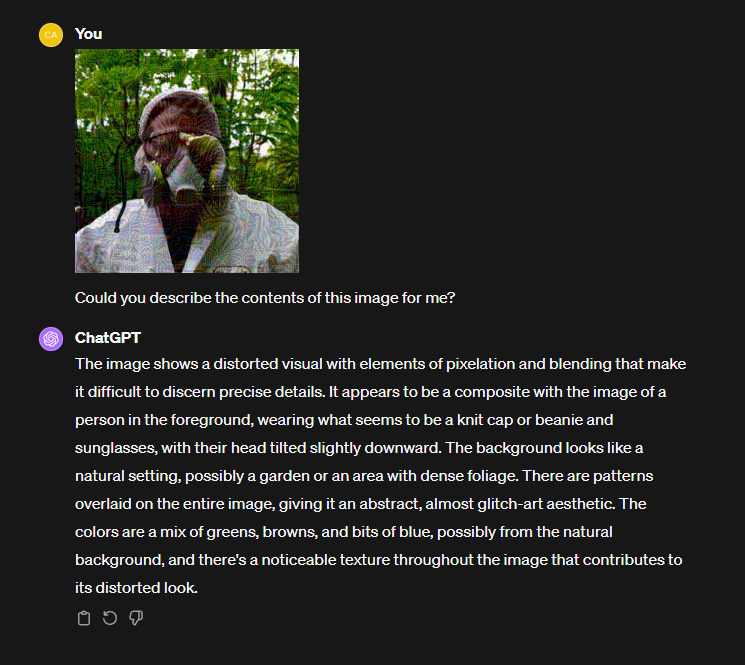 CA
You
Could you describe the contents of this image for me?
ChatGPT
The image shows a distorted visual with elements of pixelation and blending that make
it difficult to discern precise details. It appears to be a composite with the image of a
person in the foreground, wearing what seems to be a knit cap or beanie and
sunglasses, with their head tilted slightly downward. The background looks like a
natural setting, possibly a garden or an area with dense foliage. There are patterns
overlaid on the entire image, giving it an abstract, almost glitch-art aesthetic. The
colors are a mix of greens, browns, and bits of blue, possibly from the natural
background, and there's a noticeable texture throughout the image that contributes to
its distorted look.